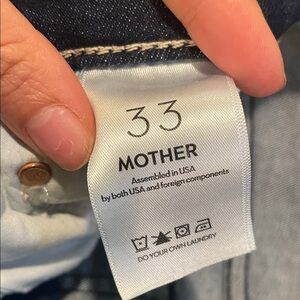 33
MOTHER
Assembled in USA
by both USA and foreign components
DO YOUR OWN LAUNDRY